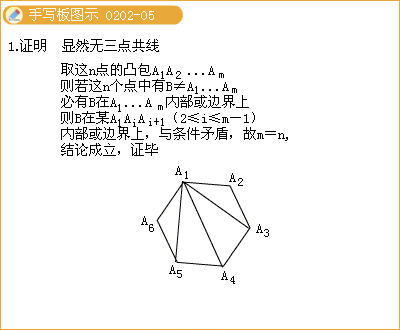 手写板图示 0202-05
1.证明 显然无三点共线
取这n点的凸包A₁A₂ ...Aₘ
则若这n个点中有B≠A₁...Aₘ
必有B在A₁...Aₘ内部或边界上
则B在某A₁AᵢAᵢ₊₁（2≤i≤m－1）
内部或边界上，与条件矛盾，故m＝n,
结论成立，证毕
A₁
A₂
A₃
A₆
A₅
A₄